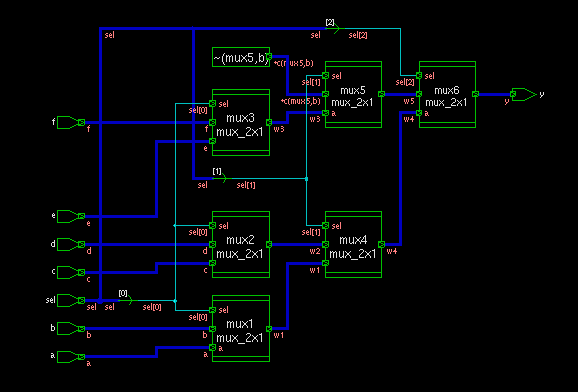 [2]
sel
sel
sel[2]
~(mux5,b)
*c(mux5,b)
sel
sel[1]
mux5
mux_2x1
*c(mux5,b)
a
w3
w5
sel
sel[2]
mux6
mux_2x1
a
w4
y
y
sel
sel[0]
mux3
mux_2x1
f
f
f
e
w3
[1]
sel
sel[1]
e
e
sel
sel[0]
mux2
mux_2x1
d
d
d
c
c
c
w2
sel
sel[1]
mux4
mux_2x1
w1
w4
sel
sel
sel
[0]
sel[0]
sel
sel[0]
mux1
mux_2x1
b
b
b
a
a
a
a
w1